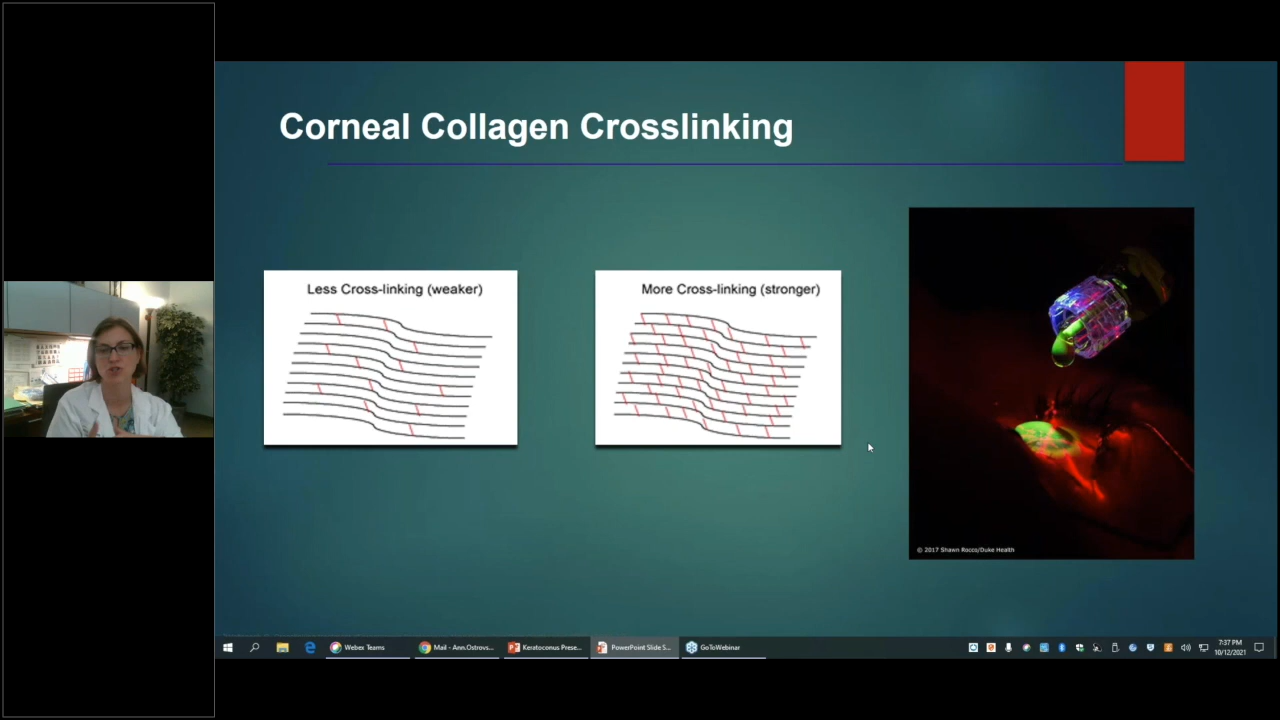 Corneal Collagen Crosslinking
Less Cross-linking (weaker)
More Cross-linking (stronger)
© 2017 Shawn Rocco/Duke Health
Webex Teams
Mail - Ann.Ostrovs...
Keratoconus Prese...
PowerPoint Slide S...
GoToWebinar
7:37 PM
10/12/2021